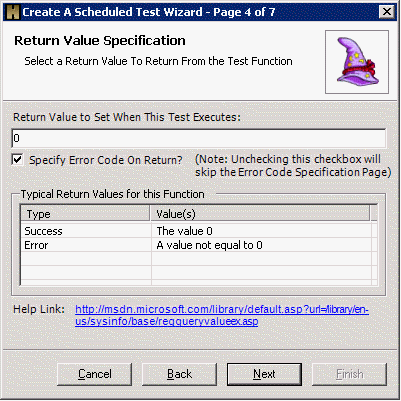 Create A Scheduled Test Wizard - Page 4 of 7
Return Value Specification
Select a Return Value To Return From the Test Function
Return Value to Set When This Test Executes:
0
Specify Error Code On Return?
(Note: Unchecking this checkbox will
skip the Error Code Specification Page)
Typical Return Values for this Function
Type Value(s)
Success The value 0
Error A value not equal to 0
Help Link:
http://msdn.microsoft.com/library/default.asp?url=/library/en-
us/sysinfo/base/regqueryvalueex.asp
Cancel Back Next Finish